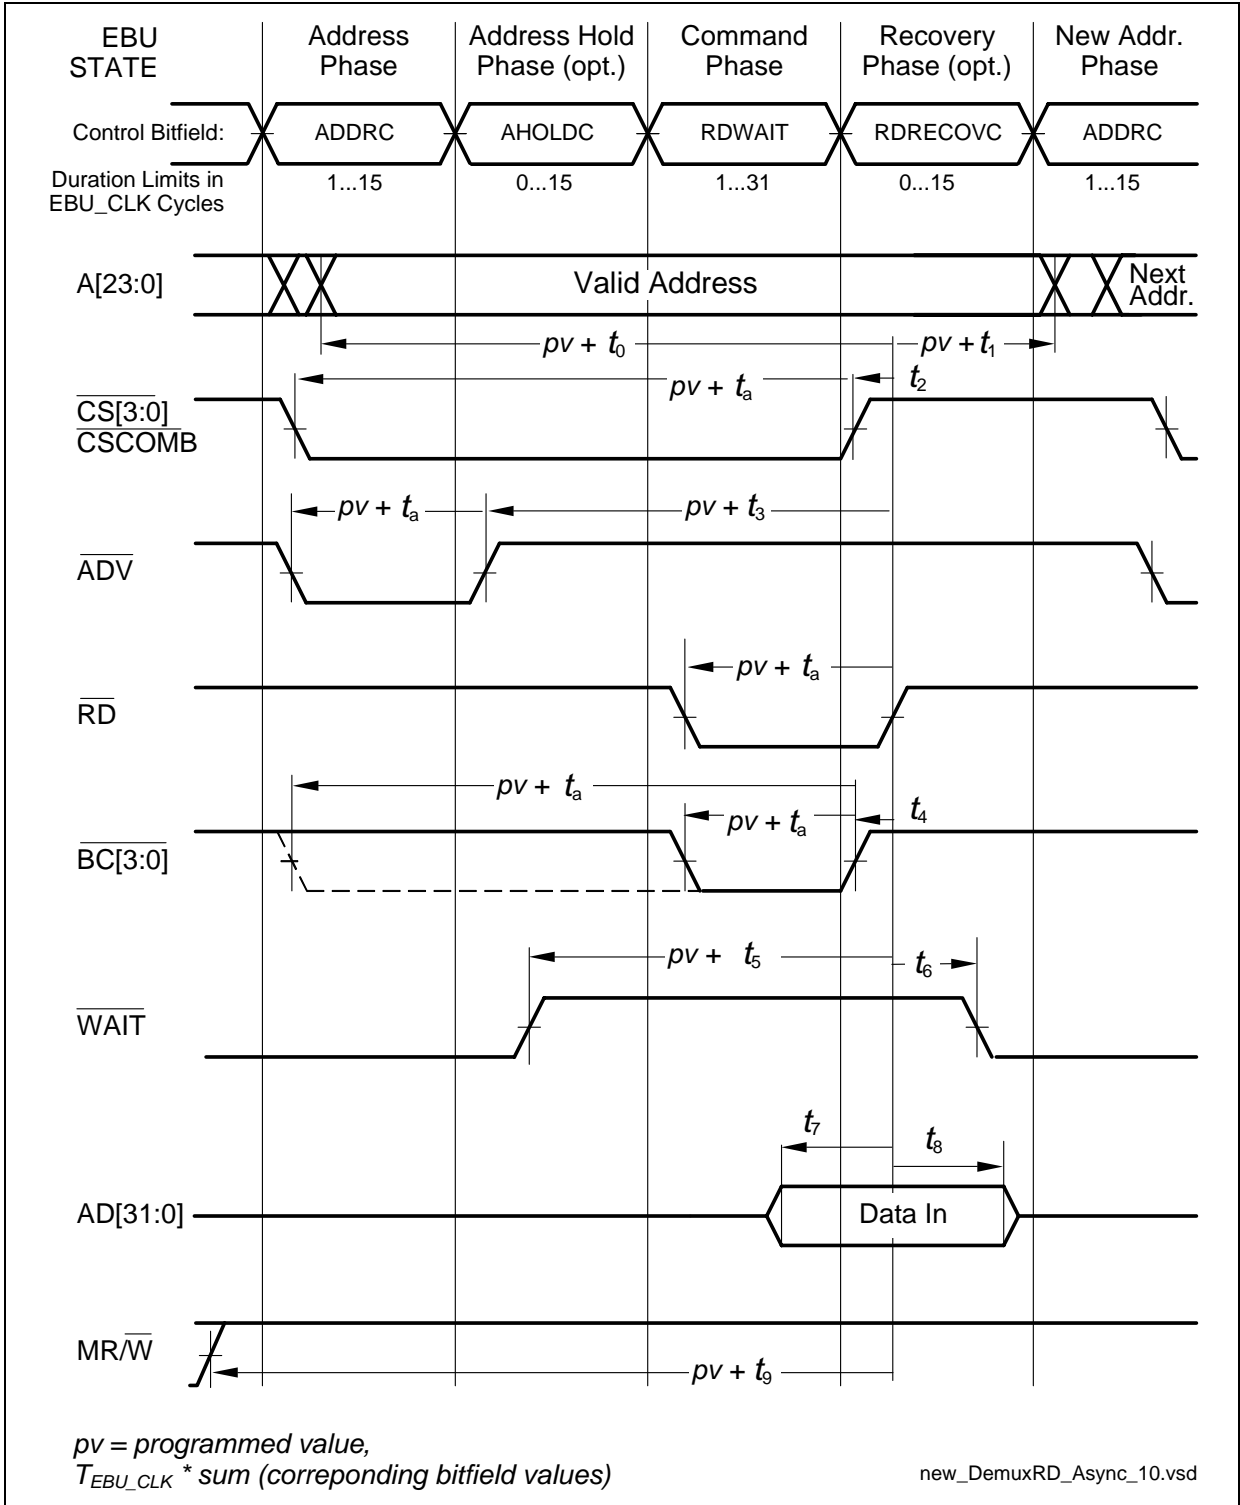 EBU STATE
Address Phase
Address Hold Phase (opt.)
Command Phase
Recovery Phase (opt.)
New Addr. Phase
Control Bitfield: ADDRC AHOLDC RDWAIT RDRECOVC ADDRC
Duration Limits in EBU_CLK Cycles
1...15 0...15 1...31 0...15 1...15
A[23:0] Valid Address Next Addr.
pv + t0 pv + t1
pv + ta t2
CS[3:0]
CSCOMB
pv + ta pv + t3
ADV
pv + ta
RD
pv + ta
pv + ta t4
BC[3:0]
pv + t5 t6
WAIT
t7 t8
AD[31:0] Data In
MR/W
pv + t9
pv = programmed value,
TEBU_CLK * sum (correponding bitfield values)
new_DemuxRD_Async_10.vsd